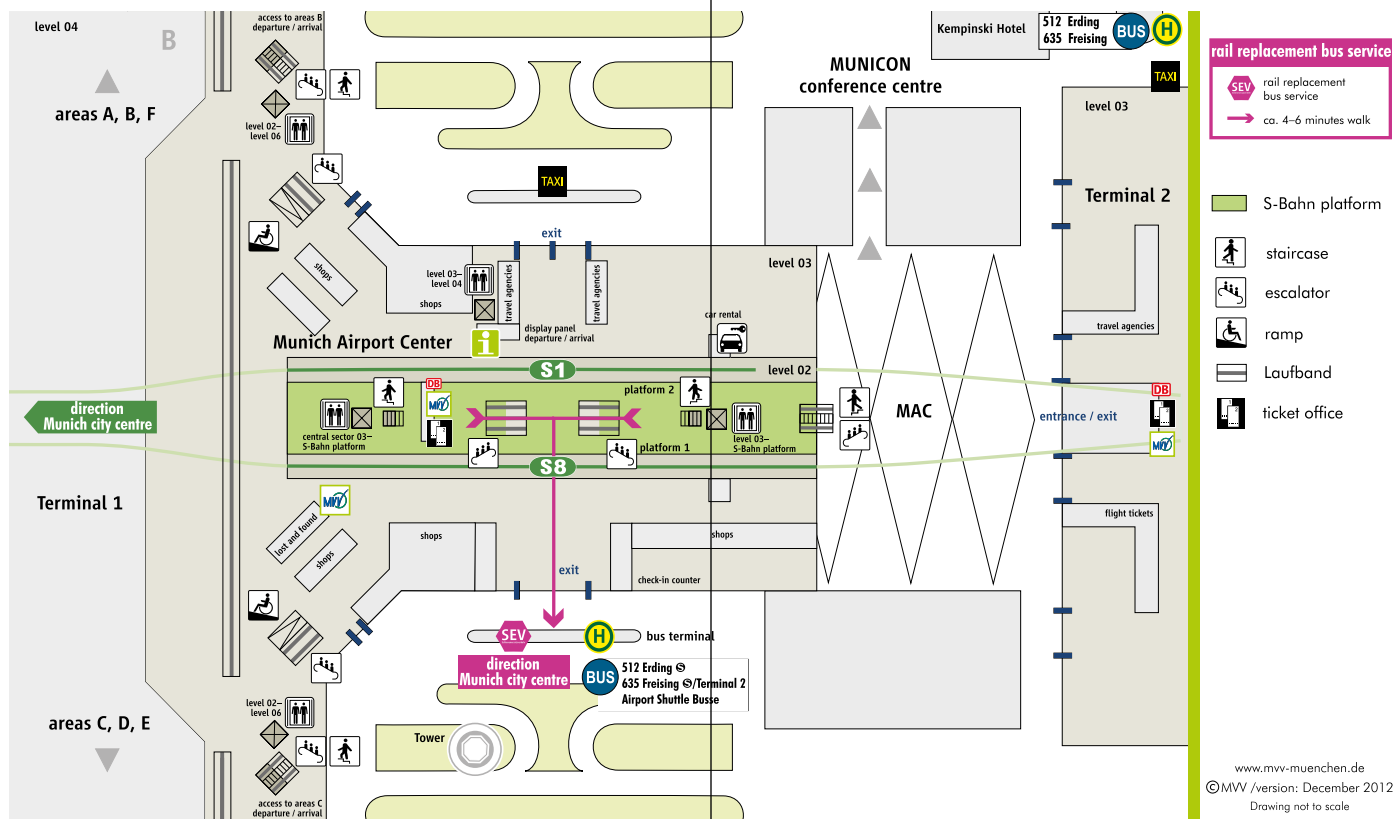 level 04
access to areas B
departure / arrival
B
areas A, B, F
level 02–
level 06
Kempinski Hotel
512 Erding
635 Freising
BUS
H
MUNICON
conference centre
TAXI
level 03
Terminal 2
TAXI
exit
shops
level 03–
level 04
shops
travel agencies
travel agencies
level 03
car rental
display panel
departure / arrival
i
Munich Airport Center
travel agencies
S1
level 02
platform 2
DB
MVV
direction
Munich city centre
central sector 03–
S-Bahn platform
platform 1
level 03–
S-Bahn platform
MAC
entrance / exit
DB
MVV
S8
Terminal 1
MVV
lost and found
shops
shops
shops
flight tickets
exit
check-in counter
SEV
H
bus terminal
direction
Munich city centre
BUS
512 Erding S
635 Freising S/Terminal 2
Airport Shuttle Busse
level 02–
level 06
areas C, D, E
Tower
access to areas C
departure / arrival
rail replacement bus service
SEV
rail replacement
bus service
ca. 4–6 minutes walk
S-Bahn platform
staircase
escalator
ramp
Laufband
ticket office
www.mvv-muenchen.de
©MVV /version: December 2012
Drawing not to scale